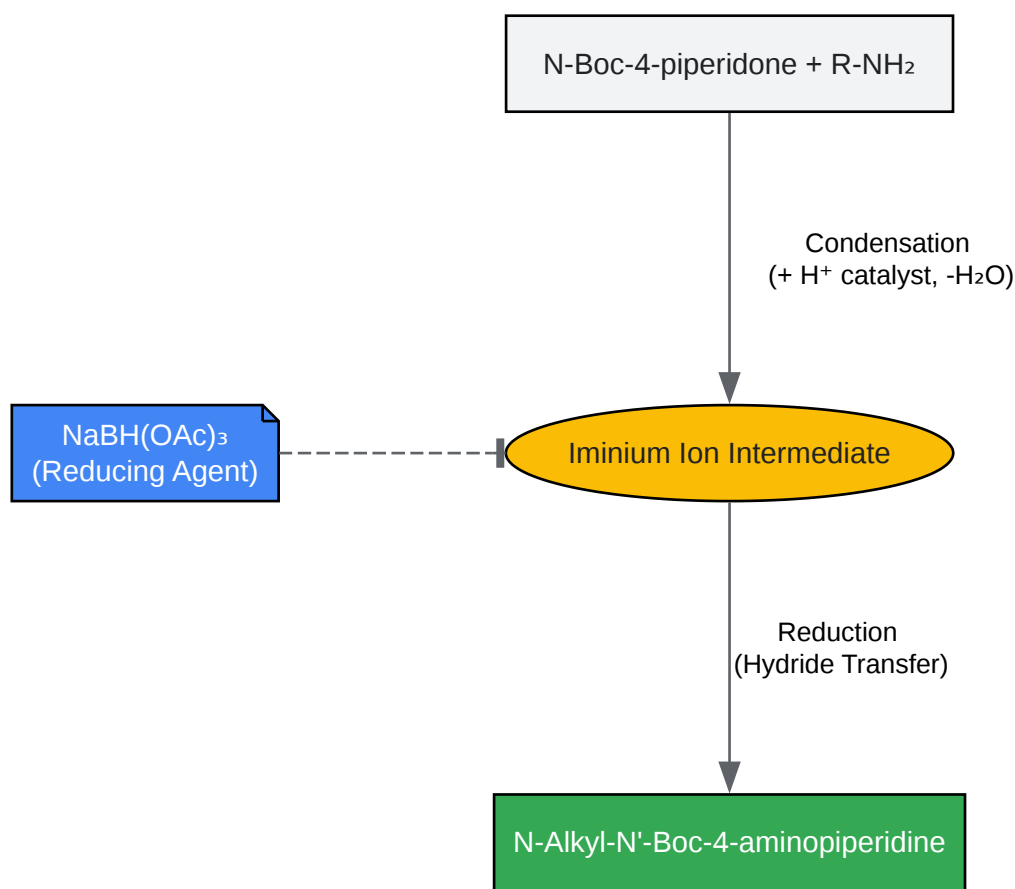 N-Boc-4-piperidone + R-NH₂
Condensation
(+ H⁺ catalyst, -H₂O)
NaBH(OAc)₃
(Reducing Agent)
Iminium Ion Intermediate
Reduction
(Hydride Transfer)
N-Alkyl-N'-Boc-4-aminopiperidine